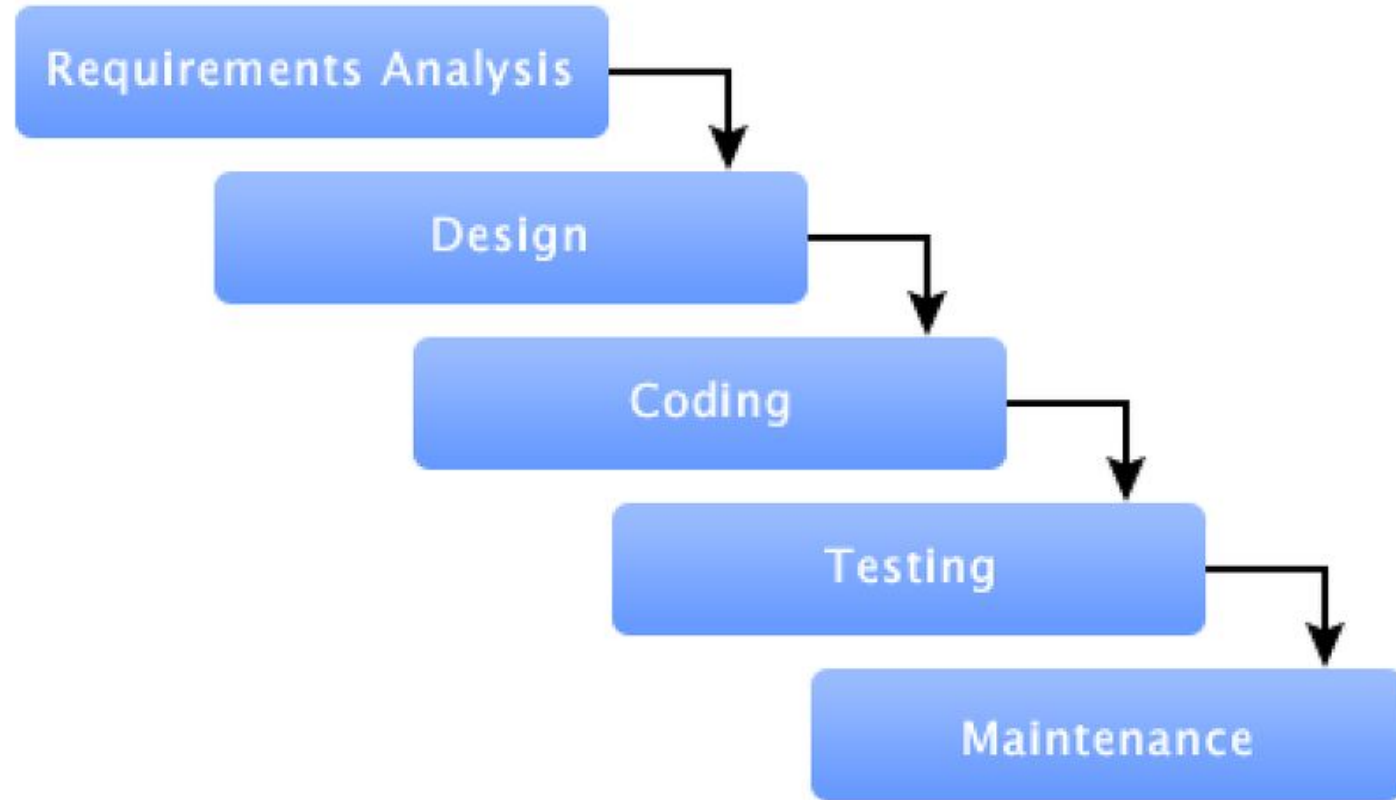 Requirements Analysis
Design
Coding
Testing
Maintenance